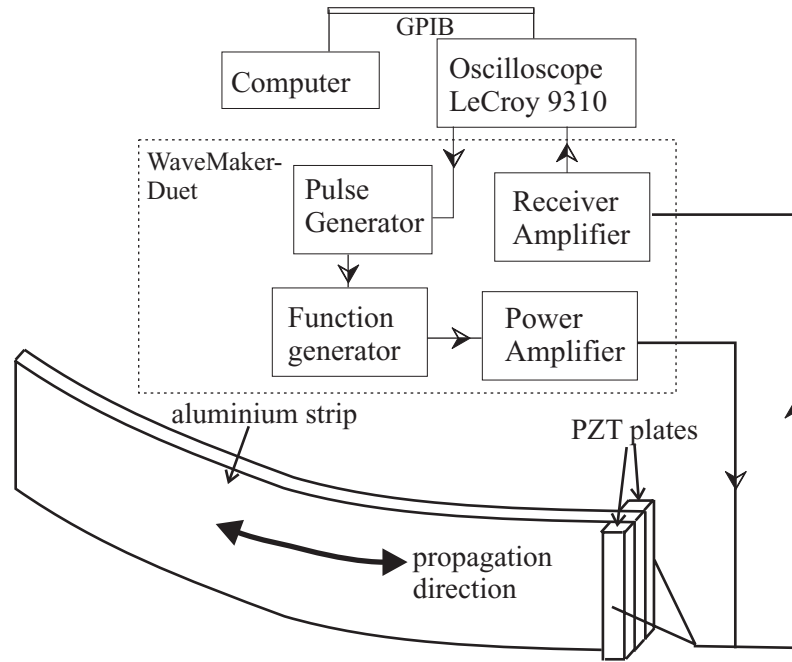 GPIB
Computer
Oscilloscope
LeCroy 9310
WaveMaker-
Duet
Pulse
Generator
Receiver
Amplifier
Function
generator
Power
Amplifier
aluminium strip
PZT plates
propagation
direction